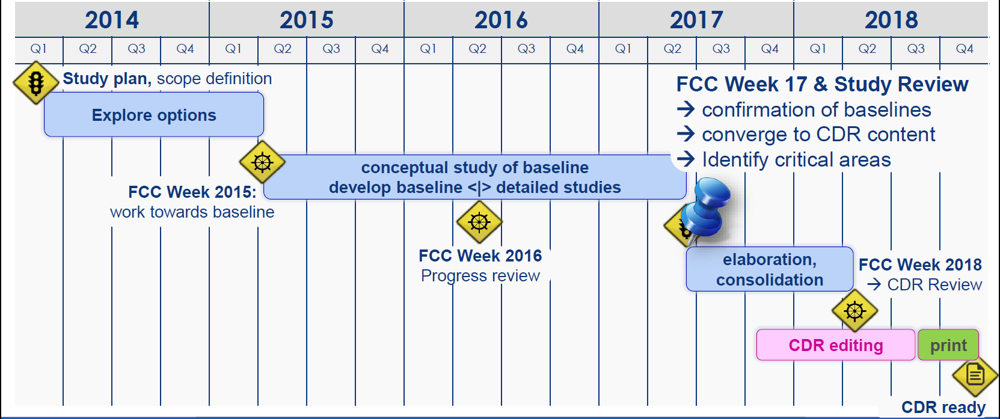 2014 2015 2016 2017 2018
Q1 Q2 Q3 Q4 Q1 Q2 Q3 Q4 Q1 Q2 Q3 Q4 Q1 Q2 Q3 Q4 Q1 Q2 Q3 Q4
Study plan, scope definition
Explore options
FCC Week 17 & Study Review
→ confirmation of baselines
→ converge to CDR content
→ Identify critical areas
conceptual study of baseline
develop baseline <|> detailed studies
FCC Week 2015:
work towards baseline
FCC Week 2016
Progress review
elaboration,
consolidation
FCC Week 2018
→ CDR Review
CDR editing
print
CDR ready